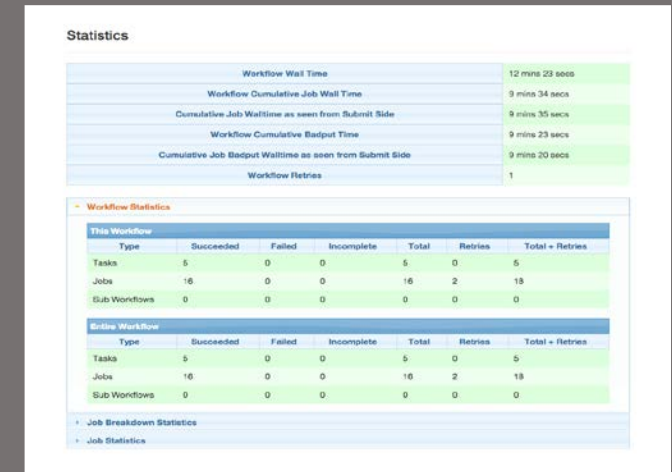 Statistics
Workflow Wall Time 12 mins 23 secs
Workflow Cumulative Job Wall Time 9 mins 34 secs
Cumulative Job Walltime as seen from Submit Side 9 mins 35 secs
Workflow Cumulative Badput Time 9 mins 23 secs
Cumulative Job Badput Walltime as seen from Submit Side 9 mins 20 secs
Workflow Retries 1
Workflow Statistics
This Workflow
Type Succeeded Failed Incomplete Total Retries Total + Retries
Tasks 5 0 0 5 0 5
Jobs 16 0 0 16 2 18
Sub Workflows 0 0 0 0 0 0
Entire Workflow
Type Succeeded Failed Incomplete Total Retries Total + Retries
Tasks 5 0 0 5 0 5
Jobs 16 0 0 16 2 18
Sub Workflows 0 0 0 0 0 0
Job Breakdown Statistics
Job Statistics